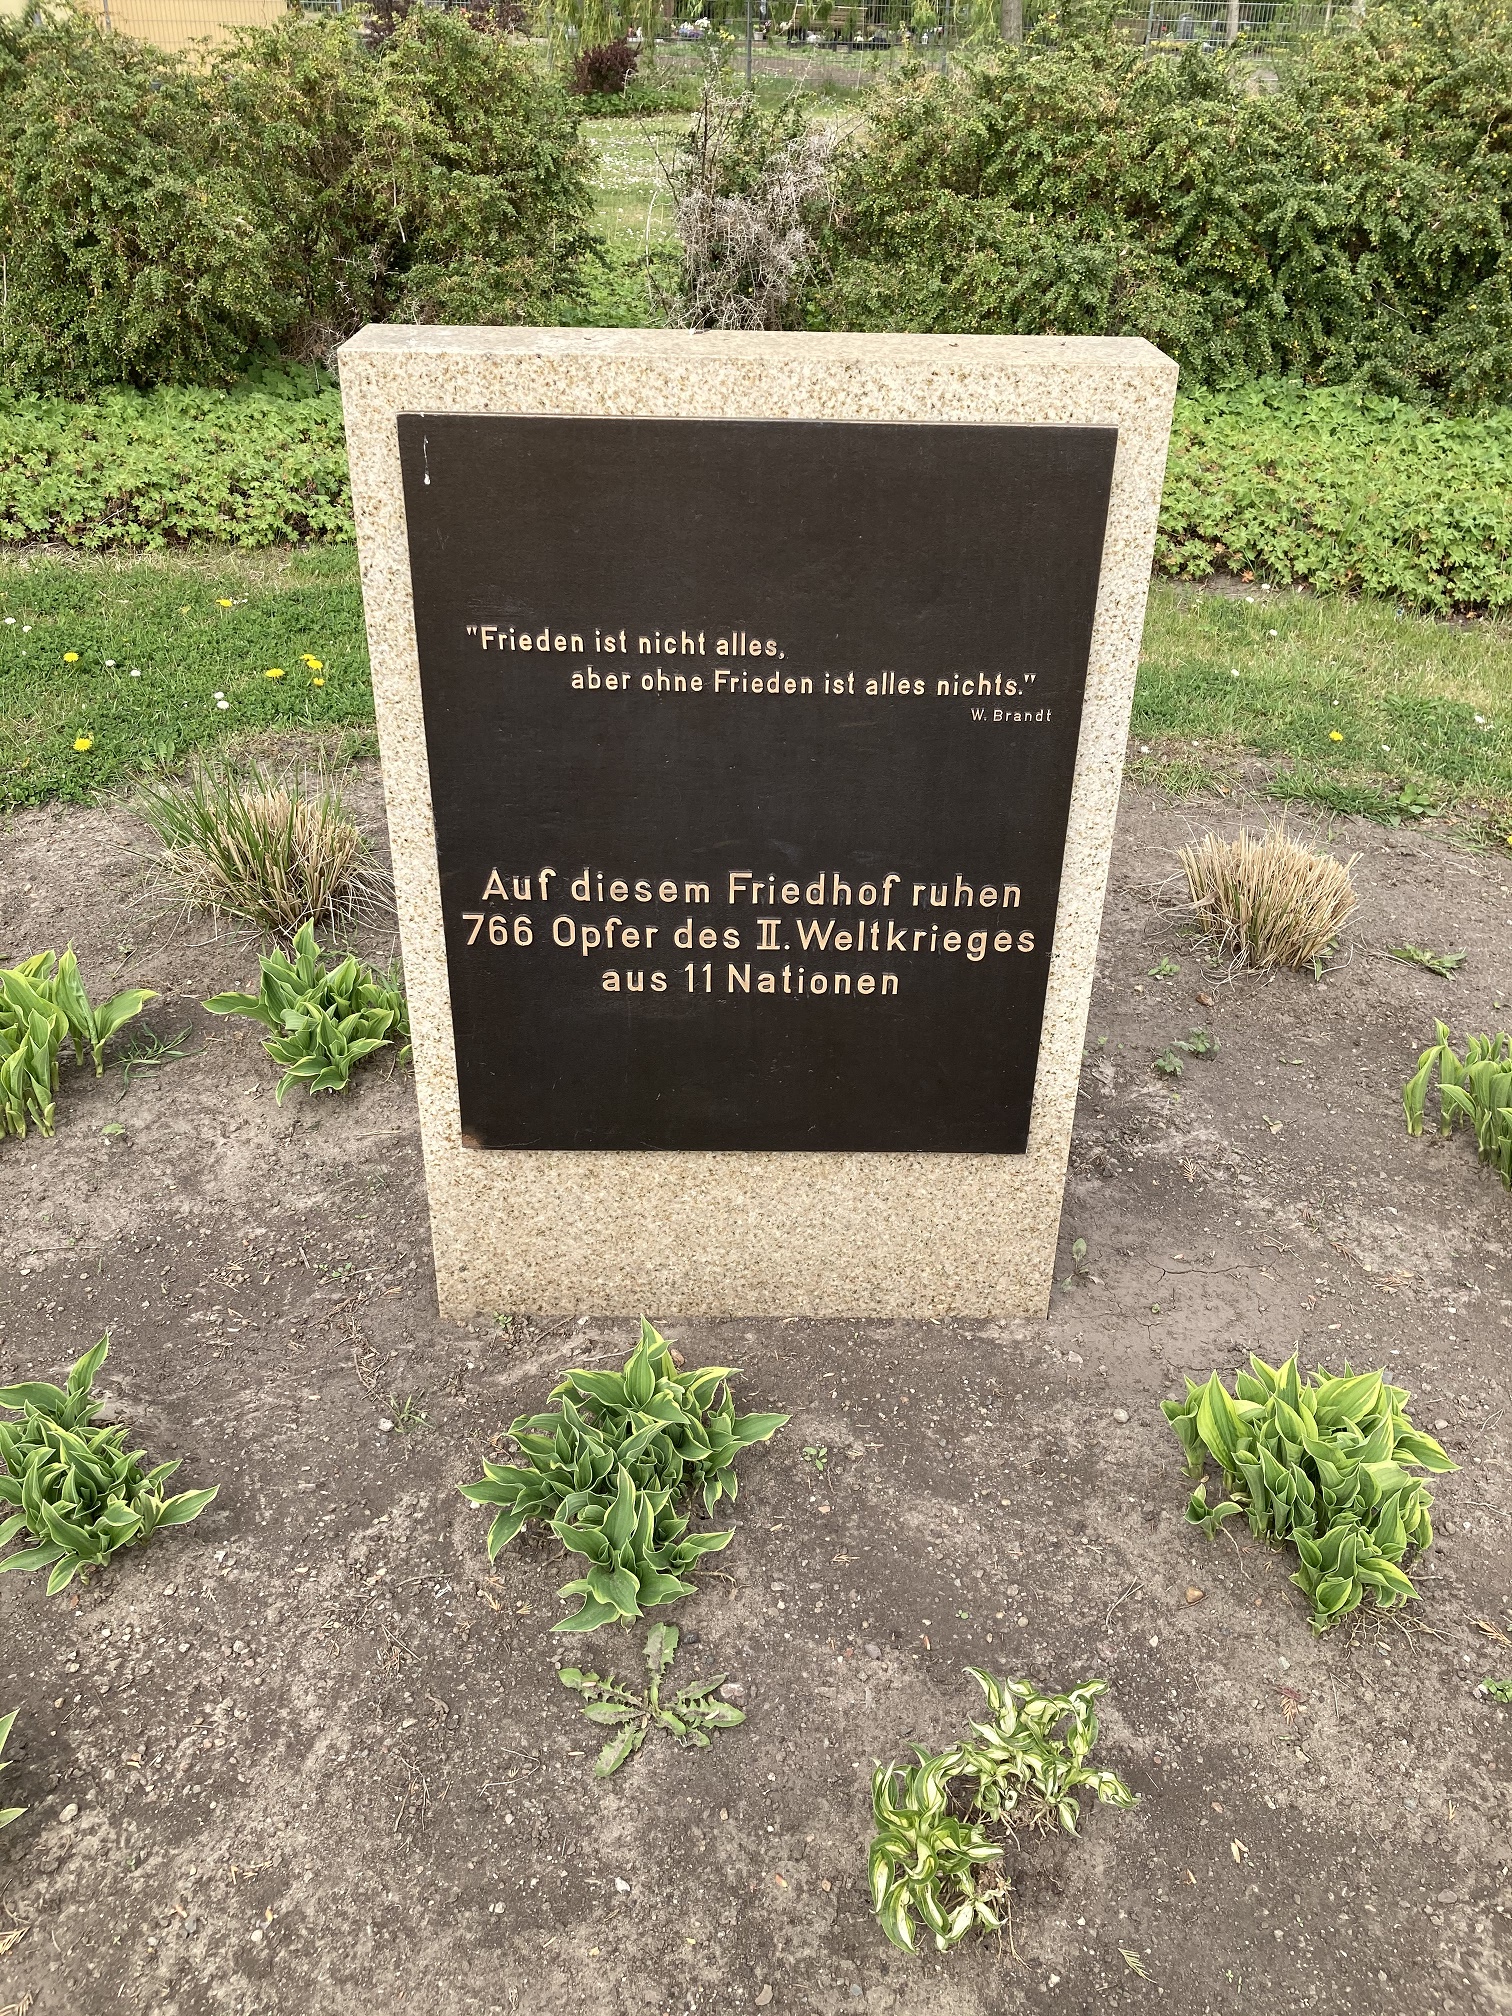 "Frieden ist nicht alles,
aber ohne Frieden ist alles nichts."
W. Brandt
Auf diesem Friedhof ruhen
766 Opfer des II. Weltkrieges
aus 11 Nationen